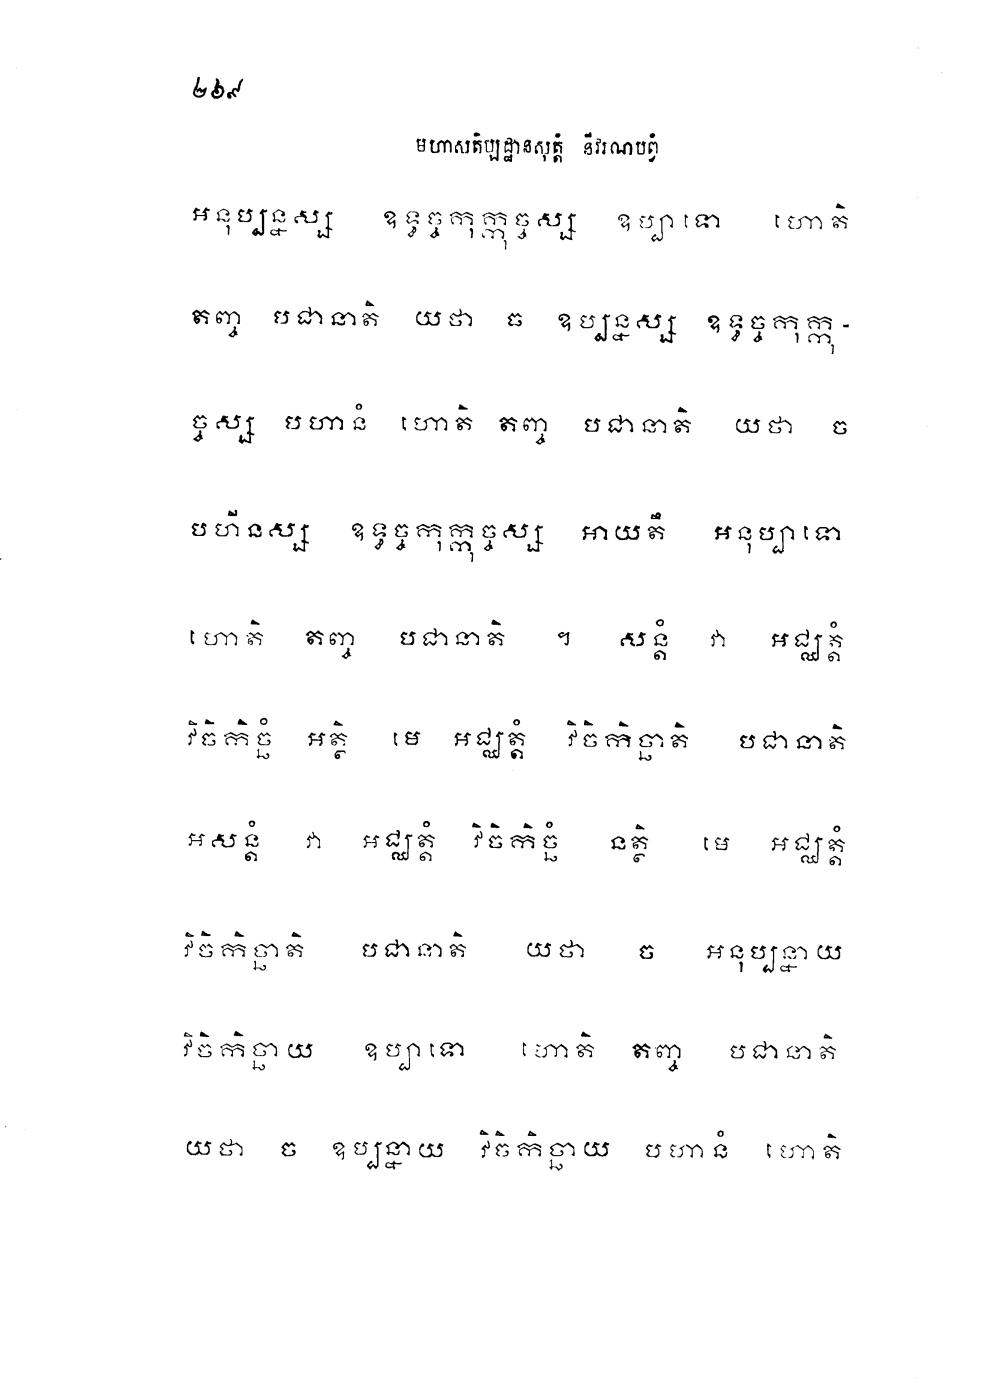 ២៦៩
មហាសតិប្បដ្ឋានសុត្តំ នីវរណបព្វំ
អនុប្បន្នស្ស ឧទ្ធច្ចកុក្កុច្ចស្ស ឧប្បាទោ ហោតិ
តញ្ច បជានាតិ យថា ច ឧប្បន្នស្ស ឧទ្ធច្ចកុក្កុ-
ច្ចស្ស បហានំ ហោតិ តញ្ច បជានាតិ យថា ច
បហីនស្ស ឧទ្ធច្ចកុក្កុច្ចស្ស អាយតឹ អនុប្បាទោ
ហោតិ តញ្ច បជានាតិ ។ សន្តំ វា អជ្ឈត្តំ
វិចិកិច្ឆំ អត្ថិ មេ អជ្ឈត្តំ វិចិកិច្ឆាតិ បជានាតិ
អសន្តំ វា អជ្ឈត្តំ វិចិកិច្ឆំ នត្ថិ មេ អជ្ឈត្តំ
វិចិកិច្ឆាតិ បជានាតិ យថា ច អនុប្បន្នាយ
វិចិកិច្ឆាយ ឧប្បាទោ ហោតិ តញ្ច បជានាតិ
យថា ច ឧប្បន្នាយ វិចិកិច្ឆាយ បហានំ ហោតិ